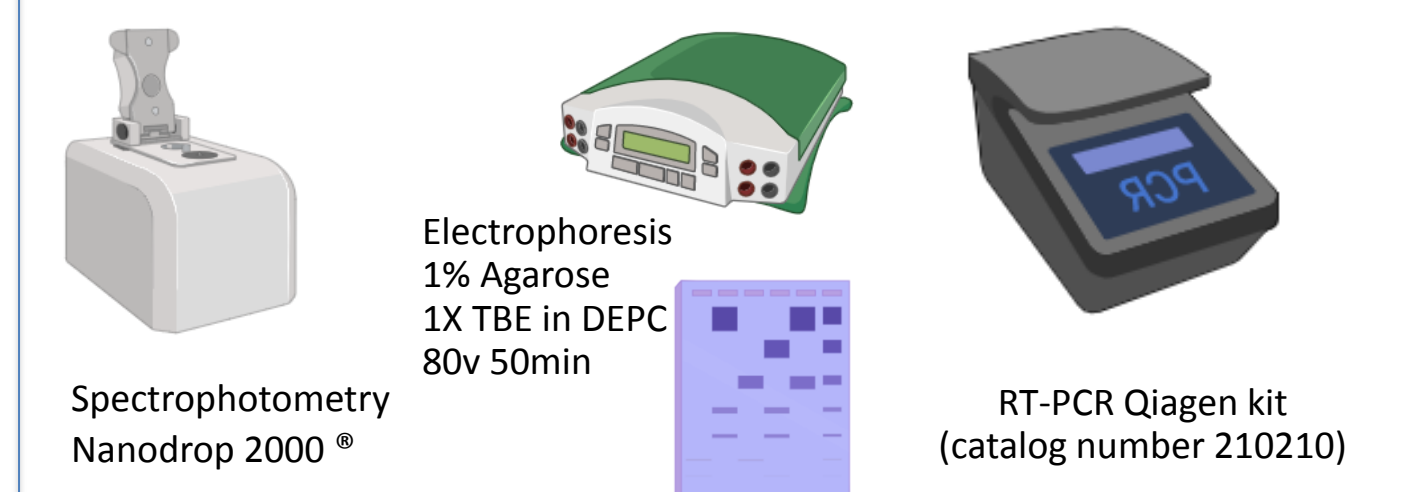 Electrophoresis
1% Agarose
1X TBE in DEPC
80v 50min
Spectrophotometry
Nanodrop 2000 ®
PCR
RT-PCR Qiagen kit
(catalog number 210210)